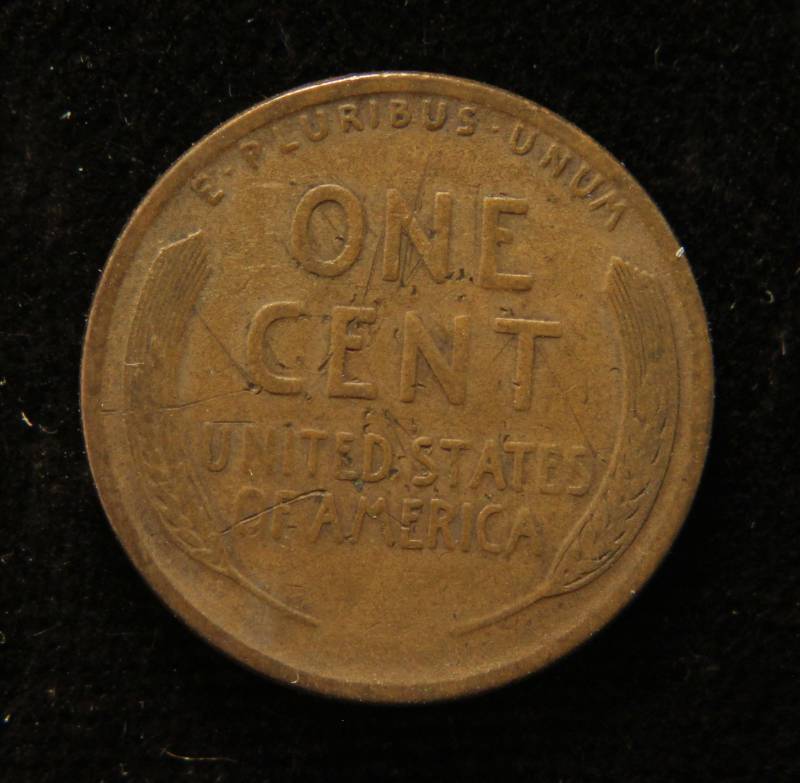 E·PLURIBUS·UNUM
ONE
CENT
UNITED·STATES
OF AMERICA